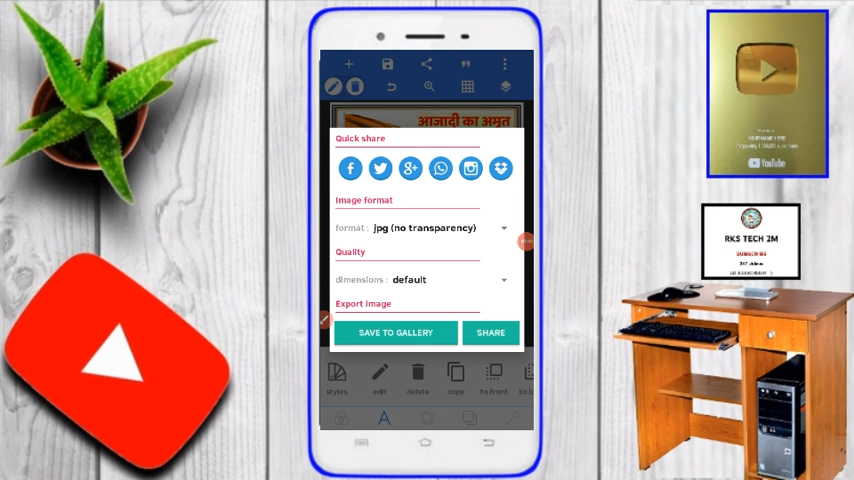 आजादी का अमृत
Quick share
Image format
format : jpg (no transparency)
Quality
dimensions : default
Export image
SAVE TO GALLERY
SHARE
styles
edit
delete
copy
to front
to b
YouTube
RKS TECH 2M
SUBSCRIBE